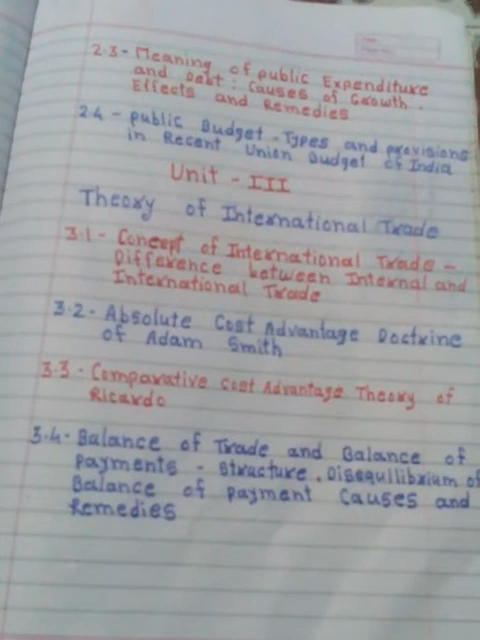 2.3 - Meaning of public Expenditure
and Debt : Causes of Growth.
Effects and Remedies
2.4 - public Budget - Types and provisions
in Recent Union Budget of India
Unit - III
Theory of International Trade
3.1 - Concept of International Trade -
Difference between Internal and
International Trade
3.2 - Absolute Cost Advantage Doctrine
of Adam Smith
3.3 - Comparative Cost Advantage Theory of
Ricardo
3.4 - Balance of Trade and Balance of
payments - Structure. Disequilibrium of
Balance of payment Causes and
Remedies